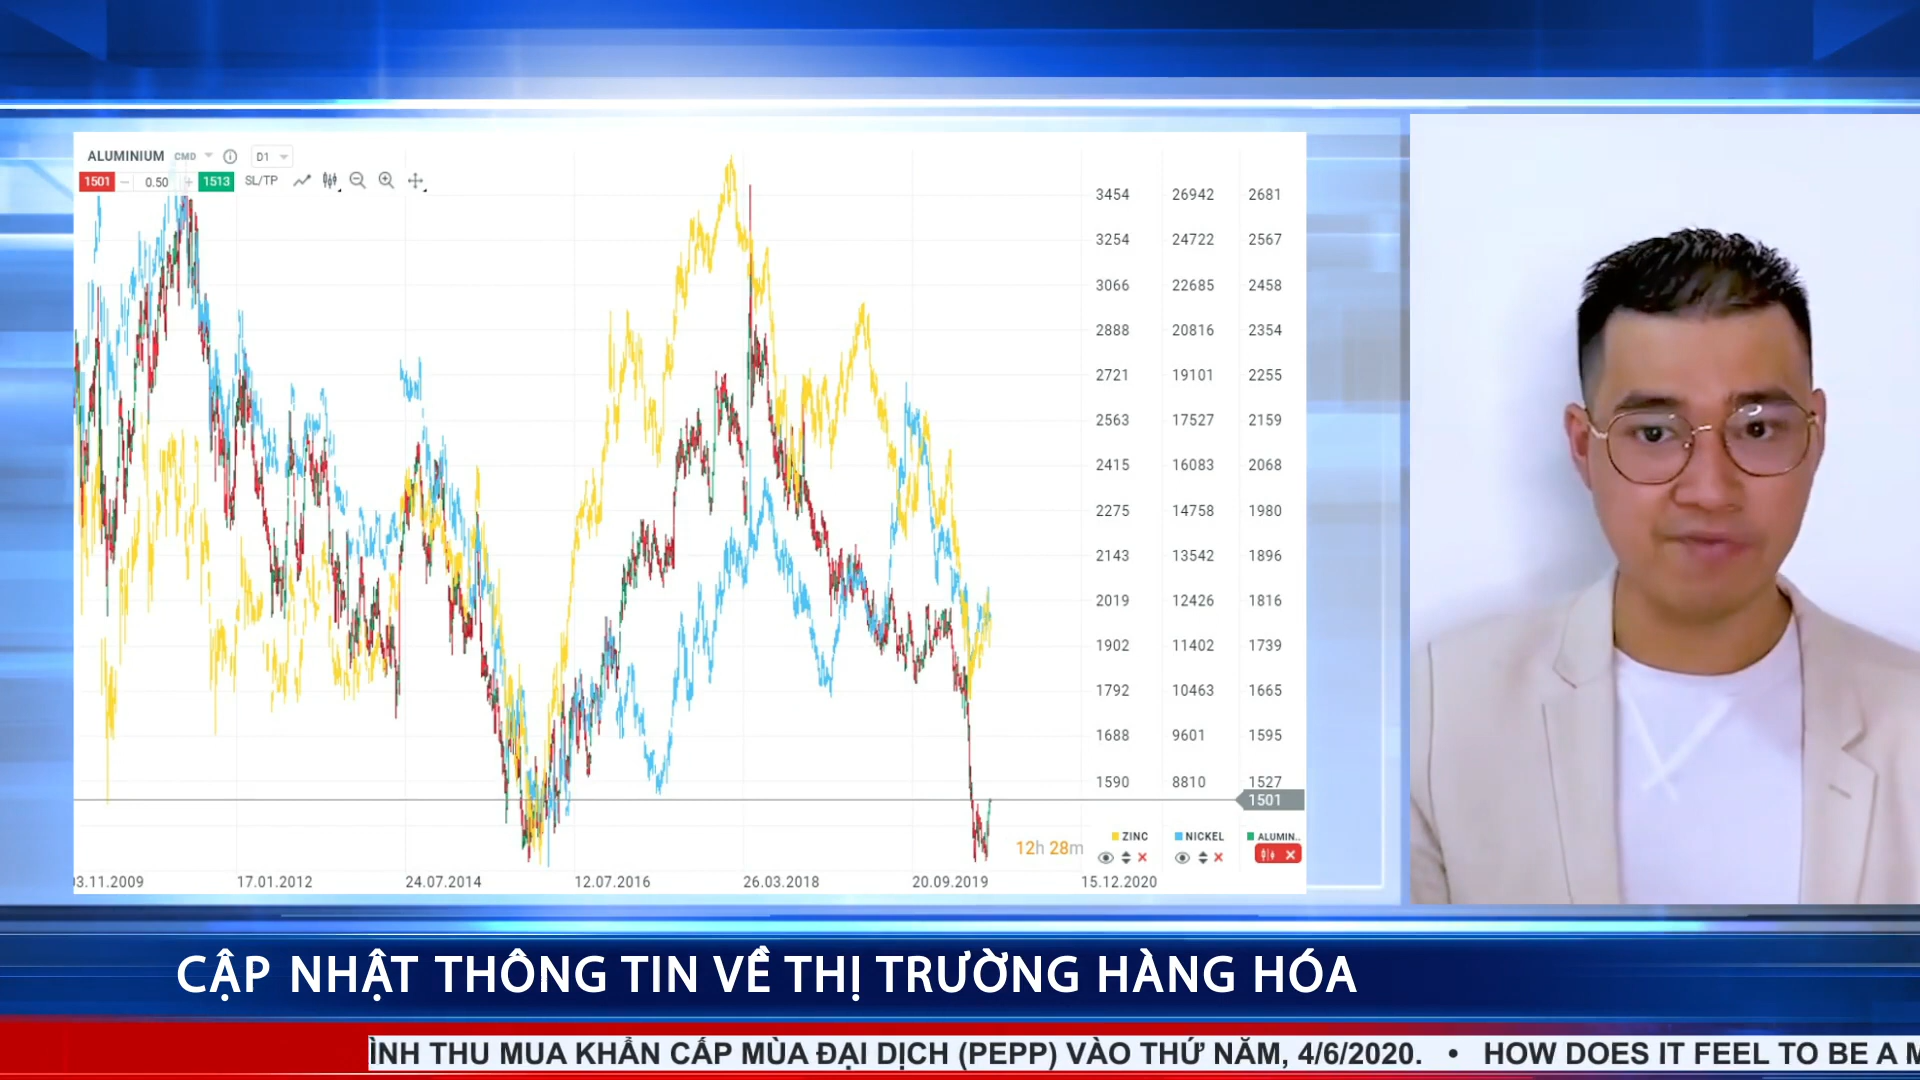 ALUMINIUM CMD D1
1501 0.50 1513 SL/TP
3454 26942 2681
3254 24722 2567
3066 22685 2458
2888 20816 2354
2721 19101 2255
2563 17527 2159
2415 16083 2068
2275 14758 1980
2143 13542 1896
2019 12426 1816
1902 11402 1739
1792 10463 1665
1688 9601 1595
1590 8810 1527
1501
ZINC NICKEL ALUMIN..
12h 28m
3.11.2009 17.01.2012 24.07.2014 12.07.2016 26.03.2018 20.09.2019 15.12.2020
CẬP NHẬT THÔNG TIN VỀ THỊ TRƯỜNG HÀNG HÓA
ÌNH THU MUA KHẨN CẤP MÙA ĐẠI DỊCH (PEPP) VÀO THỨ NĂM, 4/6/2020. • HOW DOES IT FEEL TO BE A M